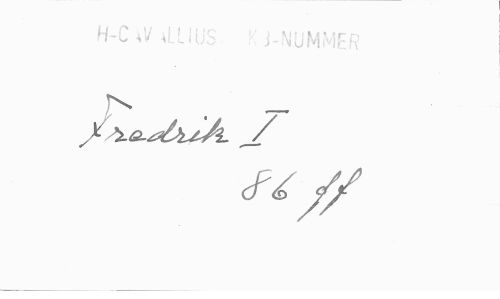 H-CAVALLIUS. KB-NUMMER
Fredrik I
86 ff